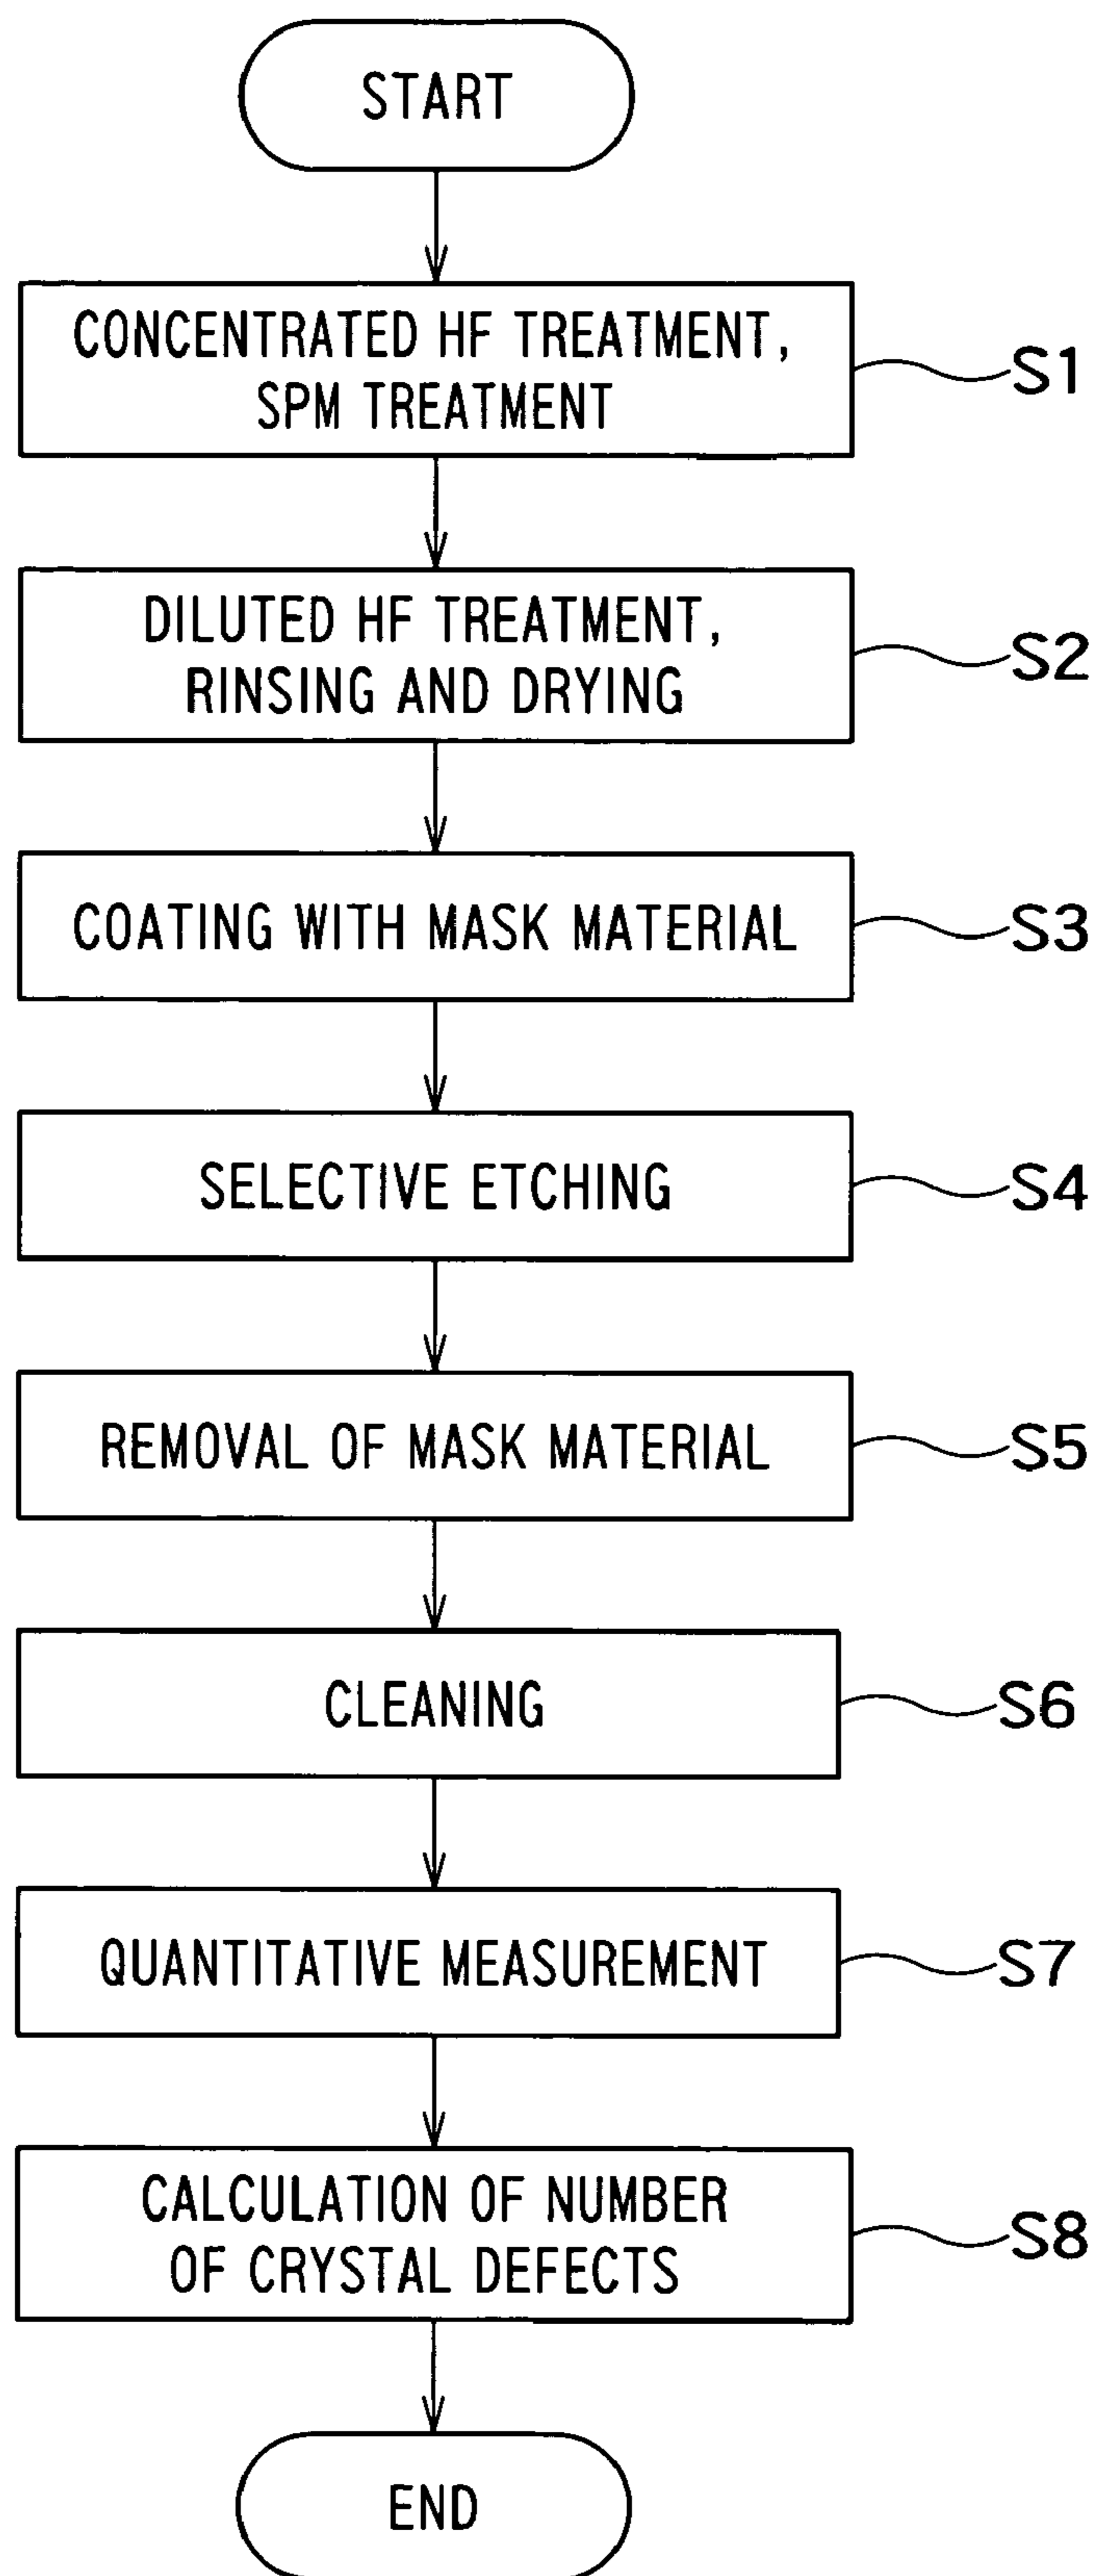 START
CONCENTRATED HF TREATMENT,
SPM TREATMENT
S1
DILUTED HF TREATMENT,
RINSING AND DRYING
S2
COATING WITH MASK MATERIAL
S3
SELECTIVE ETCHING
S4
REMOVAL OF MASK MATERIAL
S5
CLEANING
S6
QUANTITATIVE MEASUREMENT
S7
CALCULATION OF NUMBER
OF CRYSTAL DEFECTS
S8
END